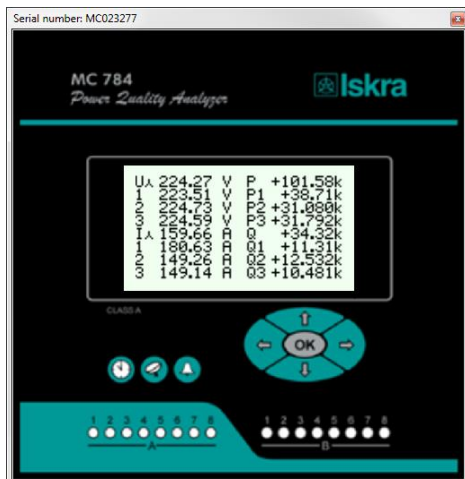 Serial number: MC023277
MC 784
Power Quality Analyzer
Iskra
U⅄ 224.27 V P +101.58k
1 223.51 V P1 +38.71k
2 224.73 V P2 +31.080k
3 224.59 V P3 +31.792k
I⅄ 159.66 A Q +34.32k
1 180.63 A Q1 +11.31k
2 149.26 A Q2 +12.532k
3 149.14 A Q3 +10.481k
CLASS A
OK
1 2 3 4 5 6 7 8
A
1 2 3 4 5 6 7 8
B